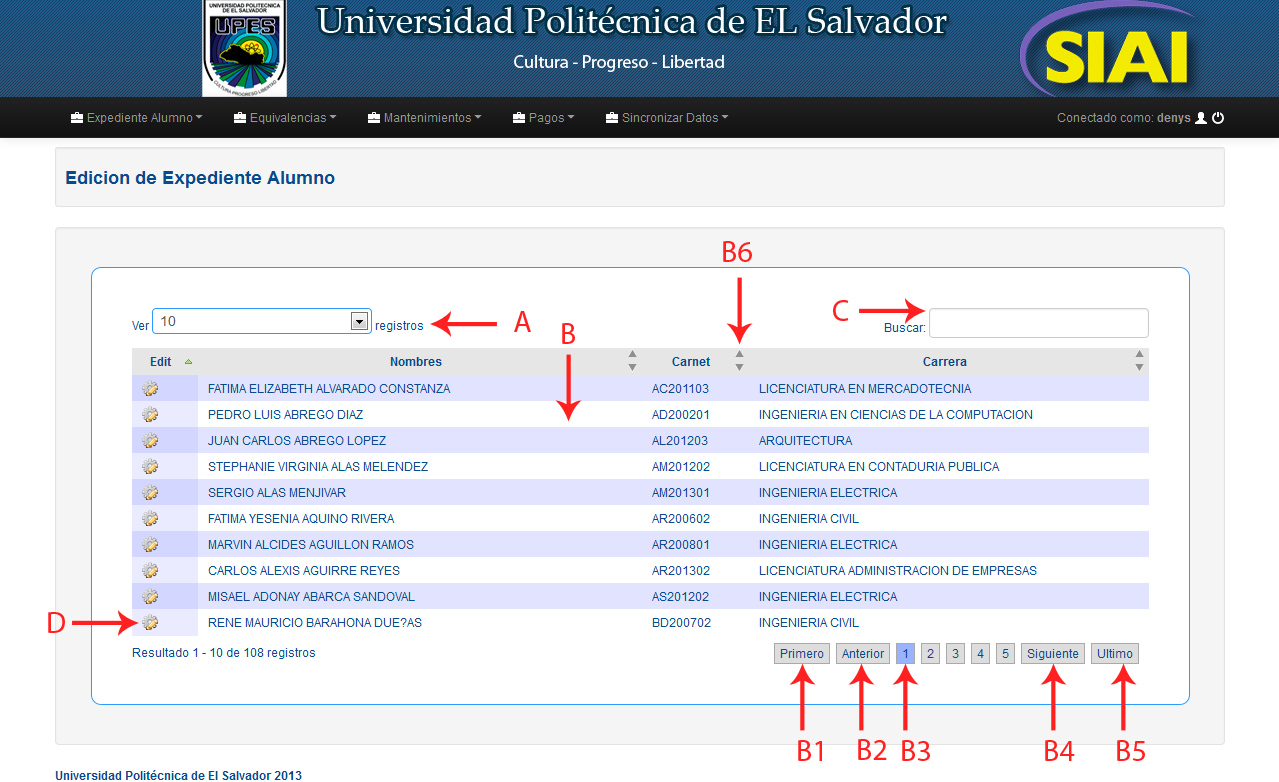 UNIVERSIDAD POLITECNICA
DE EL SALVADOR
UPES
CULTURA PROGRESO LIBERTAD
Universidad Politécnica de EL Salvador
Cultura - Progreso - Libertad
SIAI
Expediente Alumno Equivalencias Mantenimientos Pagos Sincronizar Datos Conectado como: denys
Edicion de Expediente Alumno
B6
Ver 10 registros A
B
C
Buscar:
Edit Nombres Carnet Carrera
FATIMA ELIZABETH ALVARADO CONSTANZA AC201103 LICENCIATURA EN MERCADOTECNIA
PEDRO LUIS ABREGO DIAZ AD200201 INGENIERIA EN CIENCIAS DE LA COMPUTACION
JUAN CARLOS ABREGO LOPEZ AL201203 ARQUITECTURA
STEPHANIE VIRGINIA ALAS MELENDEZ AM201202 LICENCIATURA EN CONTADURIA PUBLICA
SERGIO ALAS MENJIVAR AM201301 INGENIERIA ELECTRICA
FATIMA YESENIA AQUINO RIVERA AR200602 INGENIERIA CIVIL
MARVIN ALCIDES AGUILLON RAMOS AR200801 INGENIERIA ELECTRICA
CARLOS ALEXIS AGUIRRE REYES AR201302 LICENCIATURA ADMINISTRACION DE EMPRESAS
MISAEL ADONAY ABARCA SANDOVAL AS201202 INGENIERIA ELECTRICA
D RENE MAURICIO BARAHONA DUE?AS BD200702 INGENIERIA CIVIL
Resultado 1 - 10 de 108 registros Primero Anterior 1 2 3 4 5 Siguiente Ultimo
B1 B2 B3 B4 B5
Universidad Politécnica de El Salvador 2013